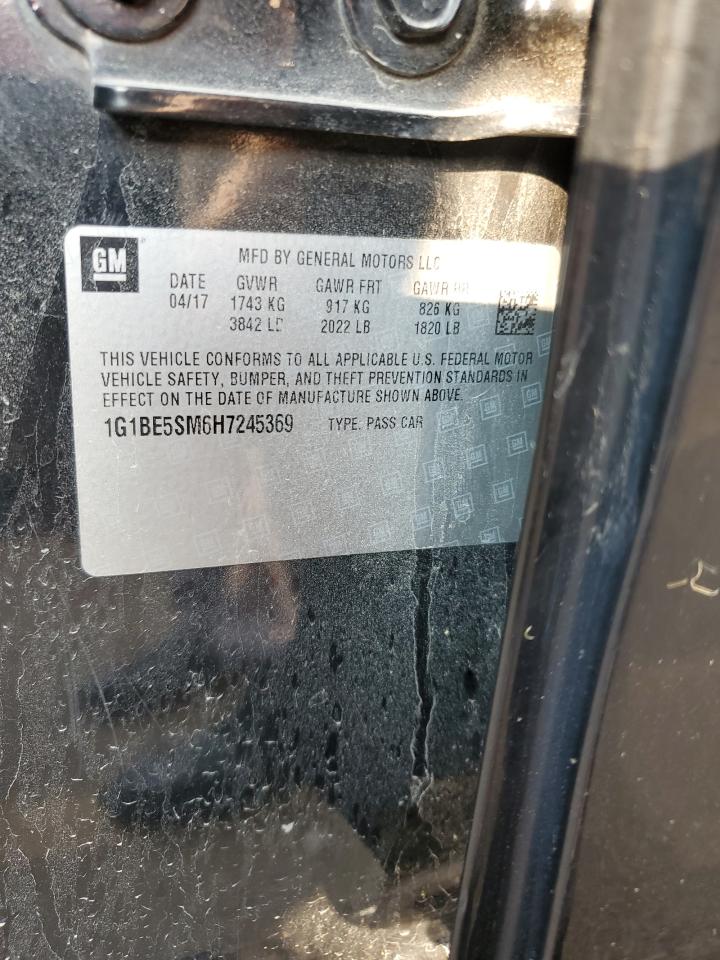 GM
MFD BY GENERAL MOTORS LLC
DATE GVWR GAWR FRT GAWR RR
04/17 1743 KG 917 KG 826 KG
3842 LB 2022 LB 1820 LB
THIS VEHICLE CONFORMS TO ALL APPLICABLE U.S. FEDERAL MOTOR
VEHICLE SAFETY, BUMPER, AND THEFT PREVENTION STANDARDS IN
EFFECT ON THE DATE OF MANUFACTURE SHOWN ABOVE.
1G1BE5SM6H7245369 TYPE: PASS CAR